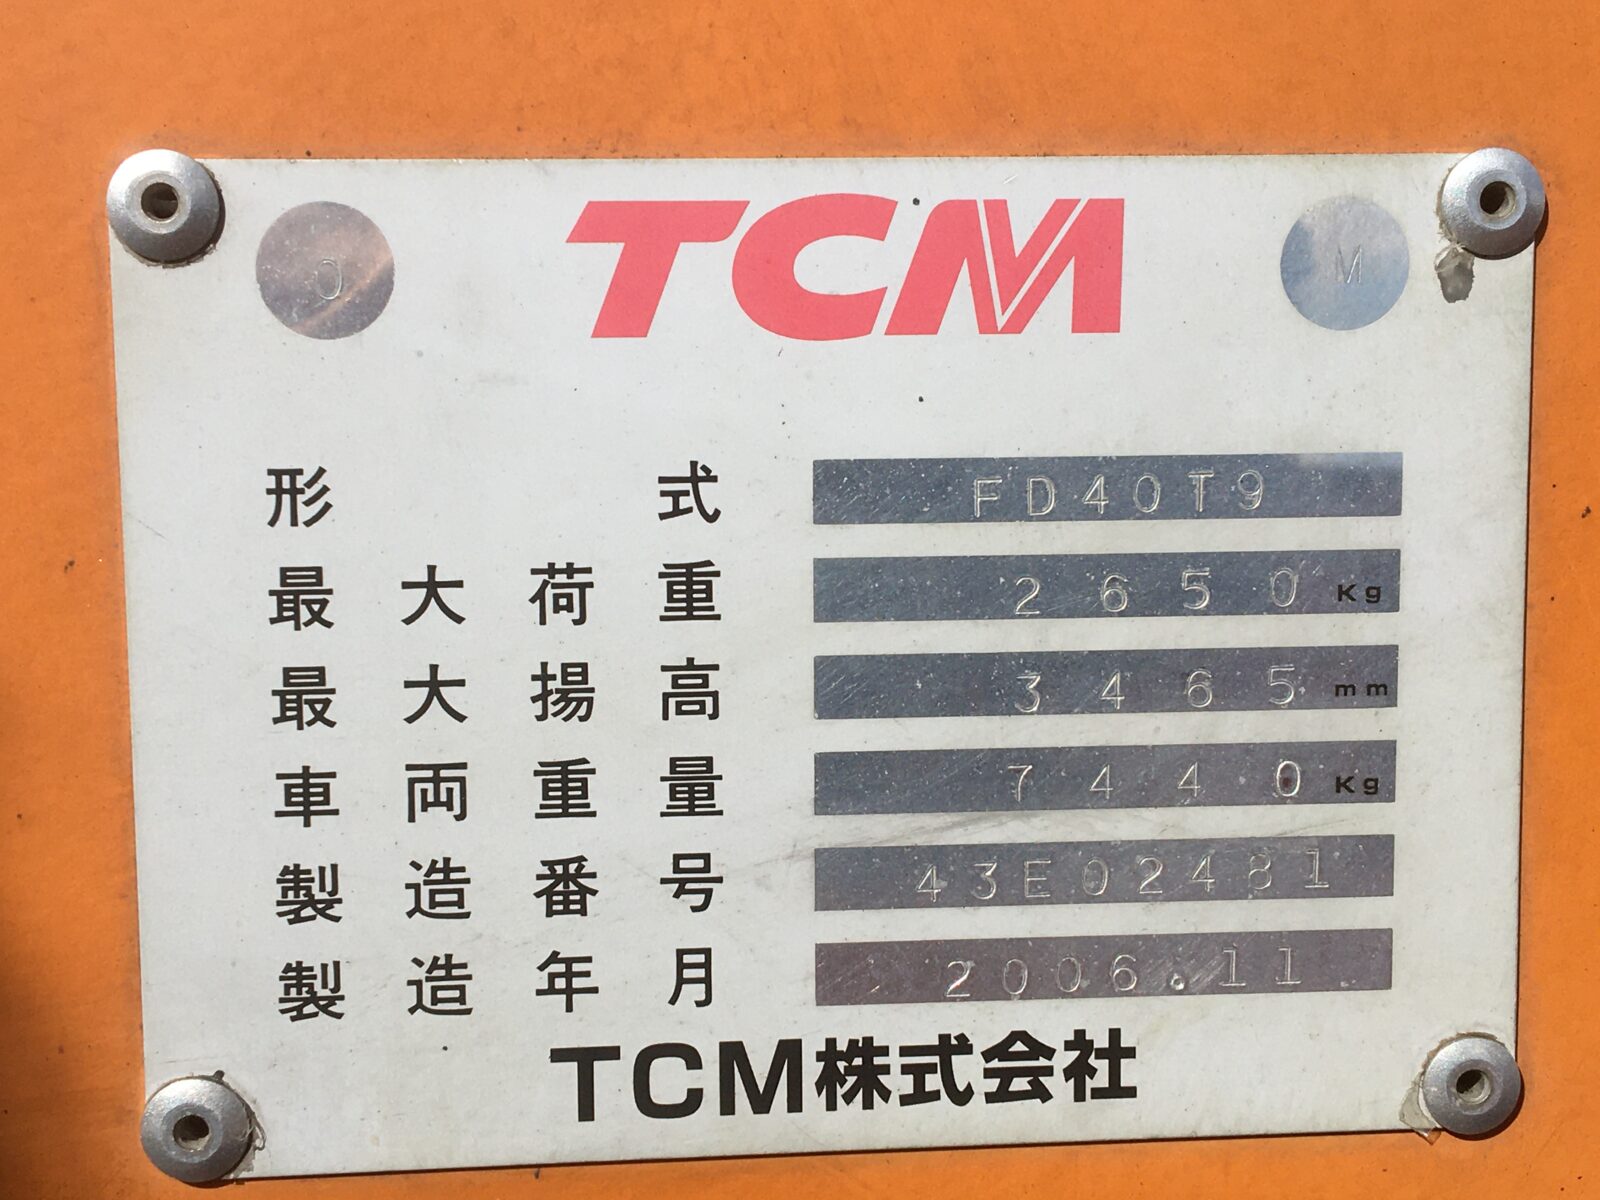 O TCM M
形式 FD40T9
最大荷重 2650 Kg
最大揚高 3465 mm
車両重量 7440 Kg
製造番号 43E02481
製造年月 2006.11
TCM株式会社